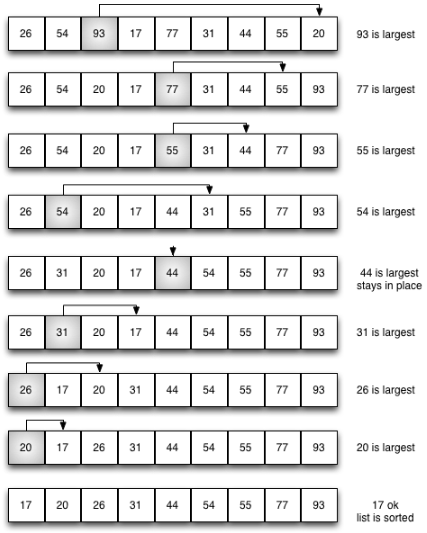 26 54 93 17 77 31 44 55 20 93 is largest
26 54 20 17 77 31 44 55 93 77 is largest
26 54 20 17 55 31 44 77 93 55 is largest
26 54 20 17 44 31 55 77 93 54 is largest
26 31 20 17 44 54 55 77 93 44 is largest
stays in place
26 31 20 17 44 54 55 77 93 31 is largest
26 17 20 31 44 54 55 77 93 26 is largest
20 17 26 31 44 54 55 77 93 20 is largest
17 20 26 31 44 54 55 77 93 17 ok
list is sorted